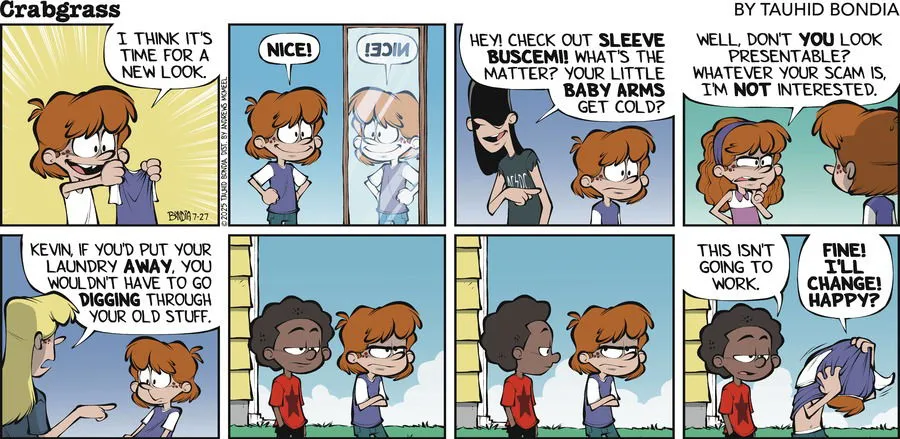 Crabgrass
BY TAUHID BONDIA
I THINK IT'S
TIME FOR A
NEW LOOK.
BONDIA 7-27
©2025 TAUHID BONDIA. DIST. BY ANDREWS MCMEEL
NICE!
NICE!
HEY! CHECK OUT SLEEVE
BUSCEMI! WHAT'S THE
MATTER? YOUR LITTLE
BABY ARMS
GET COLD?
WELL, DON'T YOU LOOK
PRESENTABLE?
WHATEVER YOUR SCAM IS,
I'M NOT INTERESTED.
KEVIN, IF YOU'D PUT YOUR
LAUNDRY AWAY, YOU
WOULDN'T HAVE TO GO
DIGGING THROUGH
YOUR OLD STUFF.
THIS ISN'T
GOING TO
WORK.
FINE!
I'LL
CHANGE!
HAPPY?